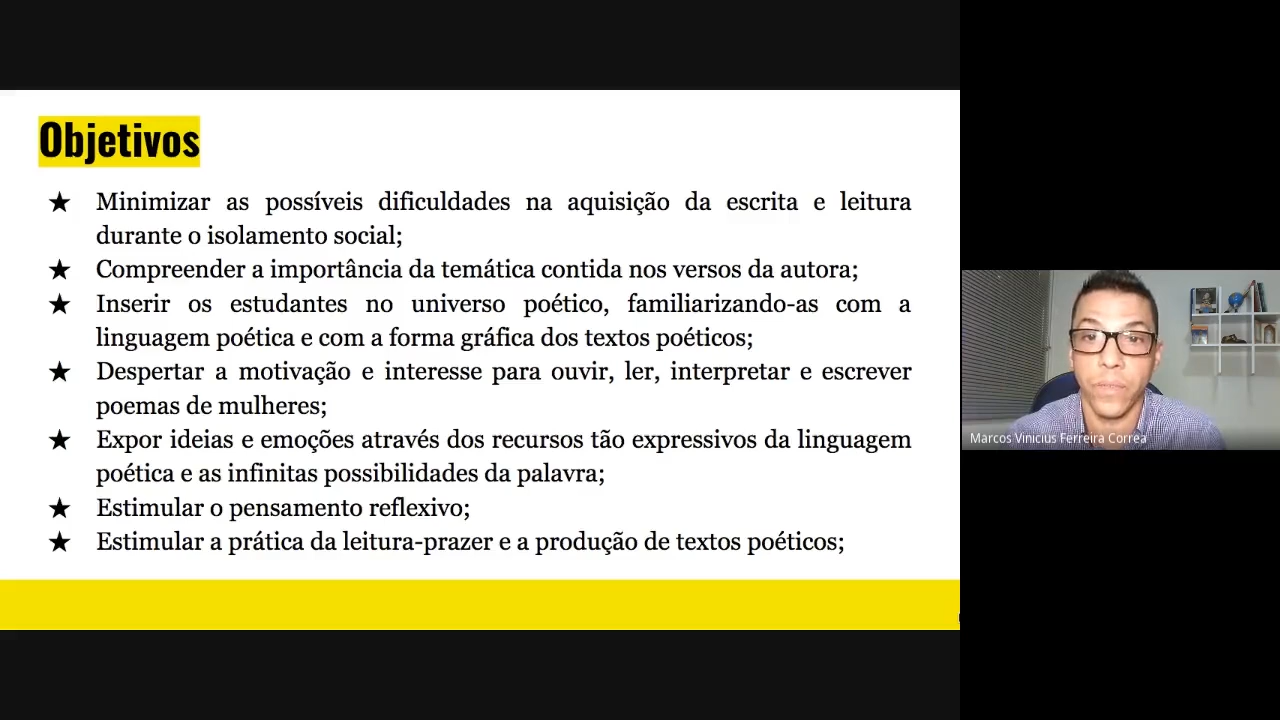 Objetivos
★ Minimizar as possíveis dificuldades na aquisição da escrita e leitura
durante o isolamento social;
★ Compreender a importância da temática contida nos versos da autora;
★ Inserir os estudantes no universo poético, familiarizando-as com a
linguagem poética e com a forma gráfica dos textos poéticos;
★ Despertar a motivação e interesse para ouvir, ler, interpretar e escrever
poemas de mulheres;
★ Expor ideias e emoções através dos recursos tão expressivos da linguagem
poética e as infinitas possibilidades da palavra;
★ Estimular o pensamento reflexivo;
★ Estimular a prática da leitura-prazer e a produção de textos poéticos;
Marcos Vinicius Ferreira Correa